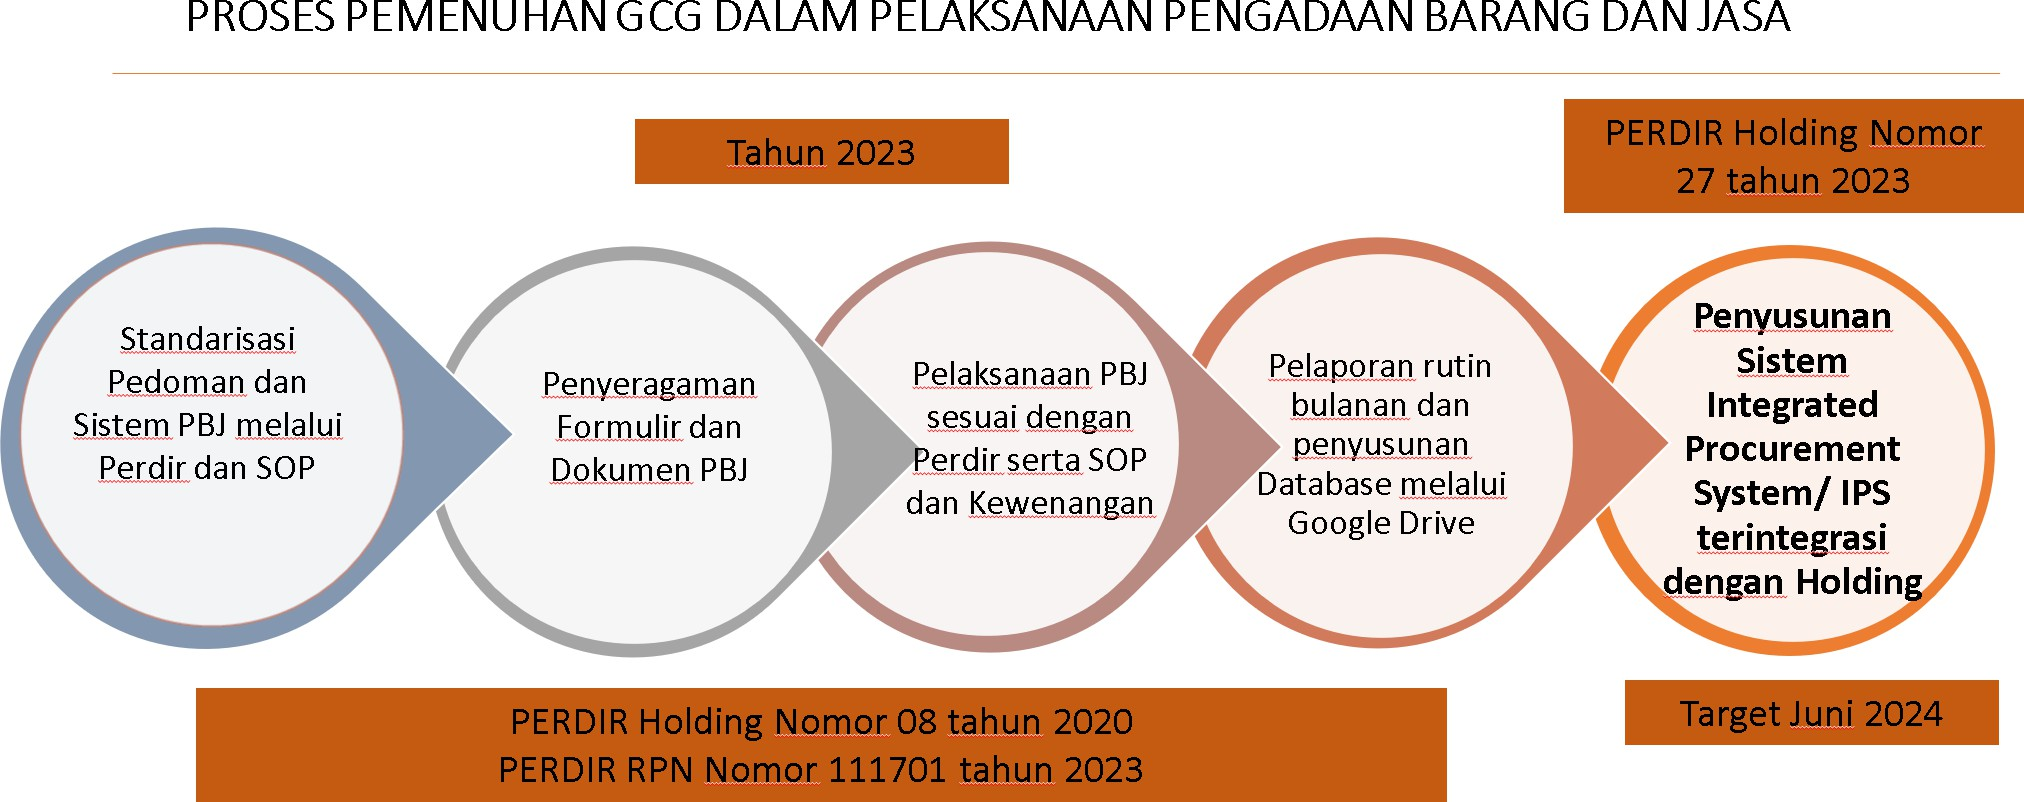 PROSES PEMENUHAN GCG DALAM PELAKSANAAN PENGADAAN BARANG DAN JASA
Tahun 2023
PERDIR Holding Nomor
27 tahun 2023
Standarisasi
Pedoman dan
Sistem PBJ melalui
Perdir dan SOP
Penyeragaman
Formulir dan
Dokumen PBJ
Pelaksanaan PBJ
sesuai dengan
Perdir serta SOP
dan Kewenangan
Pelaporan rutin
bulanan dan
penyusunan
Database melalui
Google Drive
Penyusunan
Sistem
Integrated
Procurement
System/ IPS
terintegrasi
dengan Holding
PERDIR Holding Nomor 08 tahun 2020
PERDIR RPN Nomor 111701 tahun 2023
Target Juni 2024